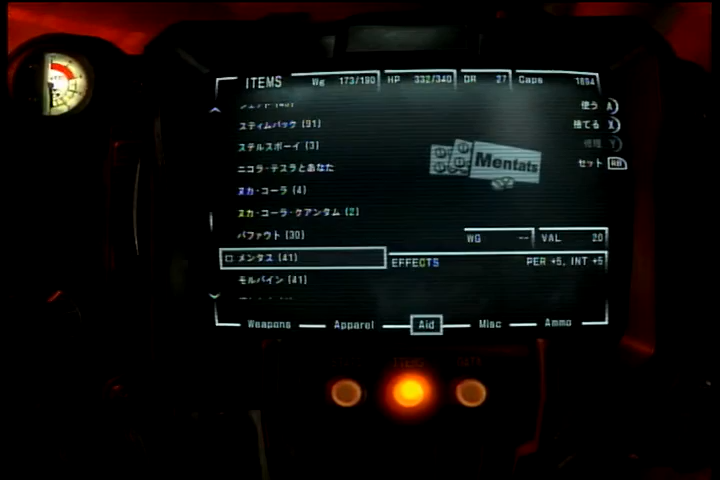 ITEMS Wg 173/190 HP 332/340 DR 27 Caps 1694
スティムパック (91)
ステルスボーイ (3)
ニコラ・テスラとあなた
ヌカ・コーラ (4)
ヌカ・コーラ・クアンタム (2)
バファウト (30)
メンタス (41)
モルパイン (41)
使う A)
捨てる X)
修理 Y)
セット RB
Mentats
WG -- VAL 20
EFFECTS PER +5, INT +5
Weapons Apparel Aid Misc Ammo